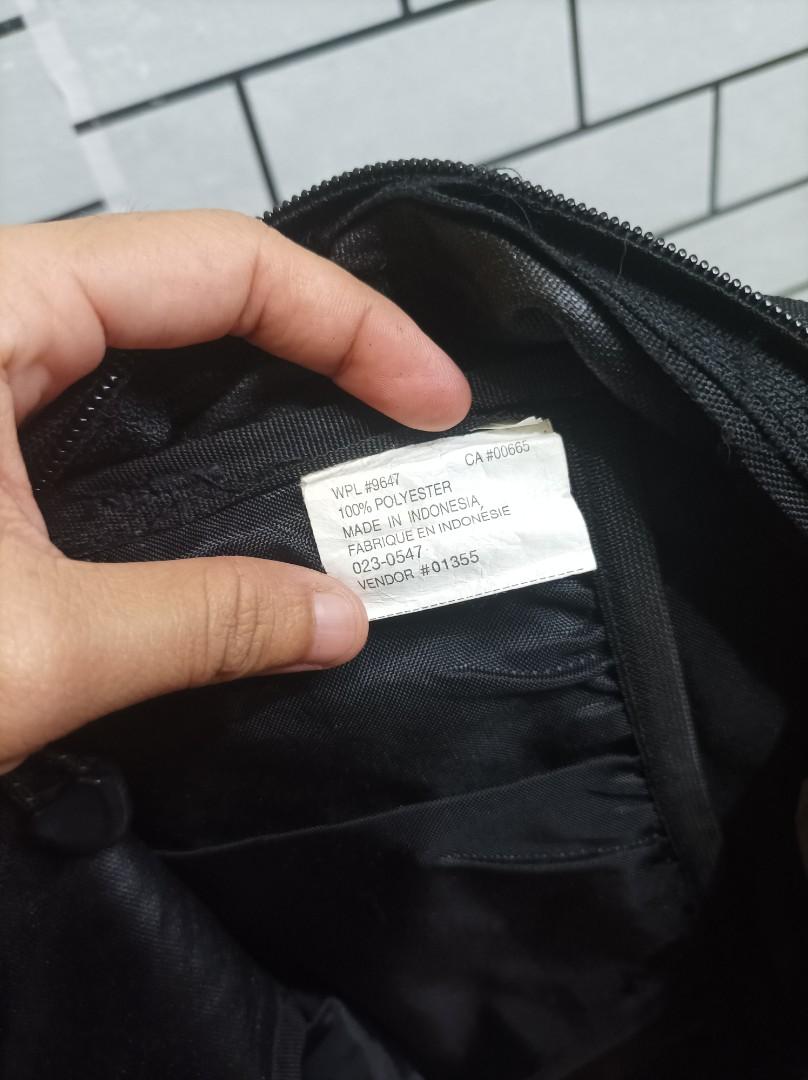 WPL #9647 CA #00665
100% POLYESTER
MADE IN INDONESIA
FABRIQUE EN INDONÉSIE
023-0547
VENDOR #01355